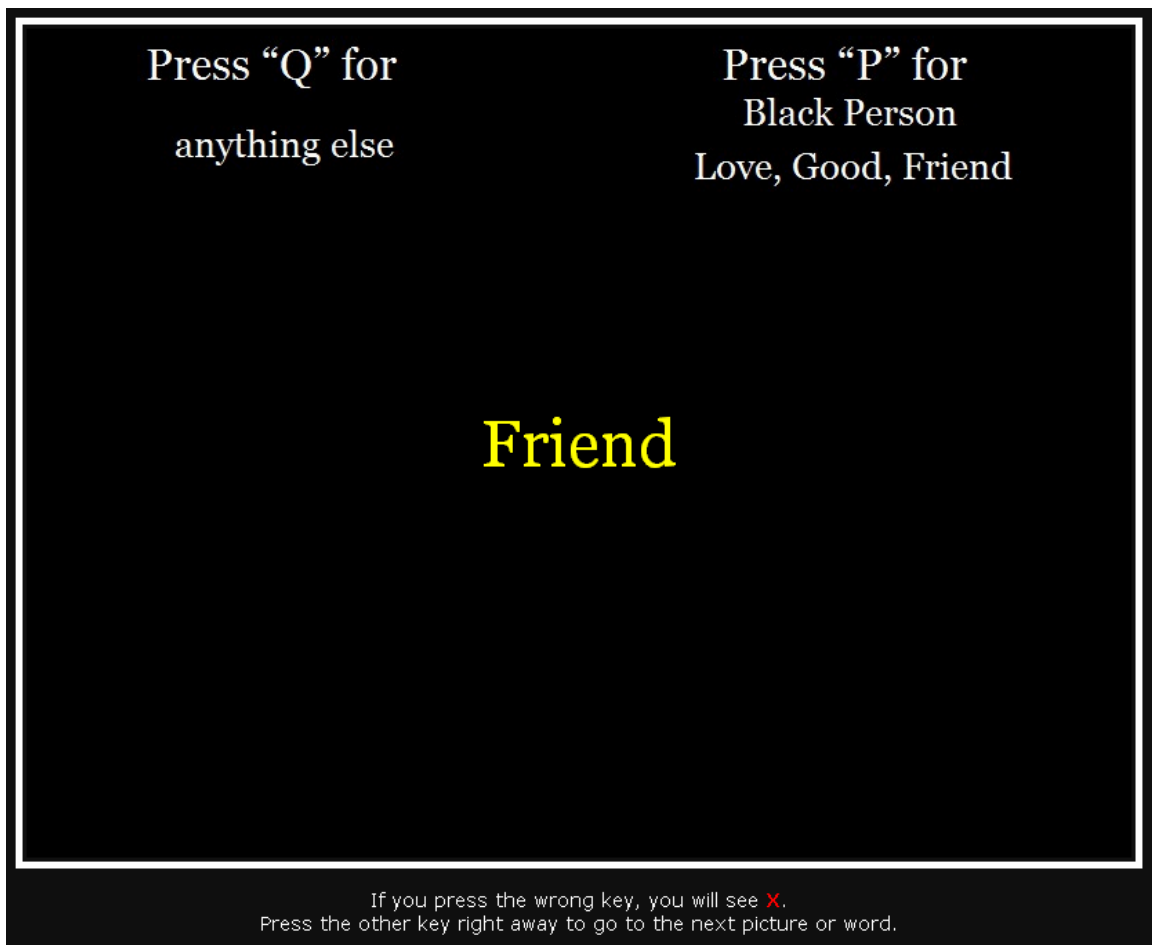 Press “Q” for
anything else
Press “P” for
Black Person
Love, Good, Friend
Friend
If you press the wrong key, you will see X.
Press the other key right away to go to the next picture or word.